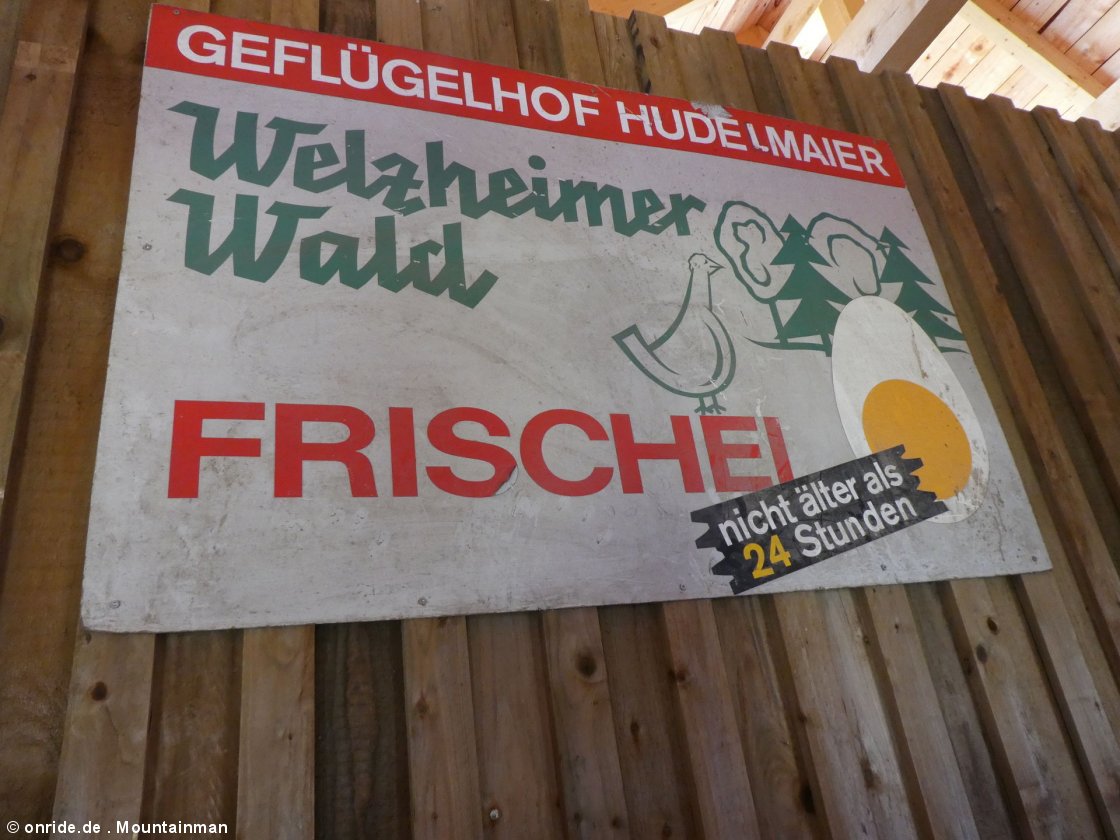 GEFLÜGELHOF HUDELMAIER
Welzheimer
Wald
FRISCHEI
nicht älter als
24 Stunden
© onride.de . Mountainman